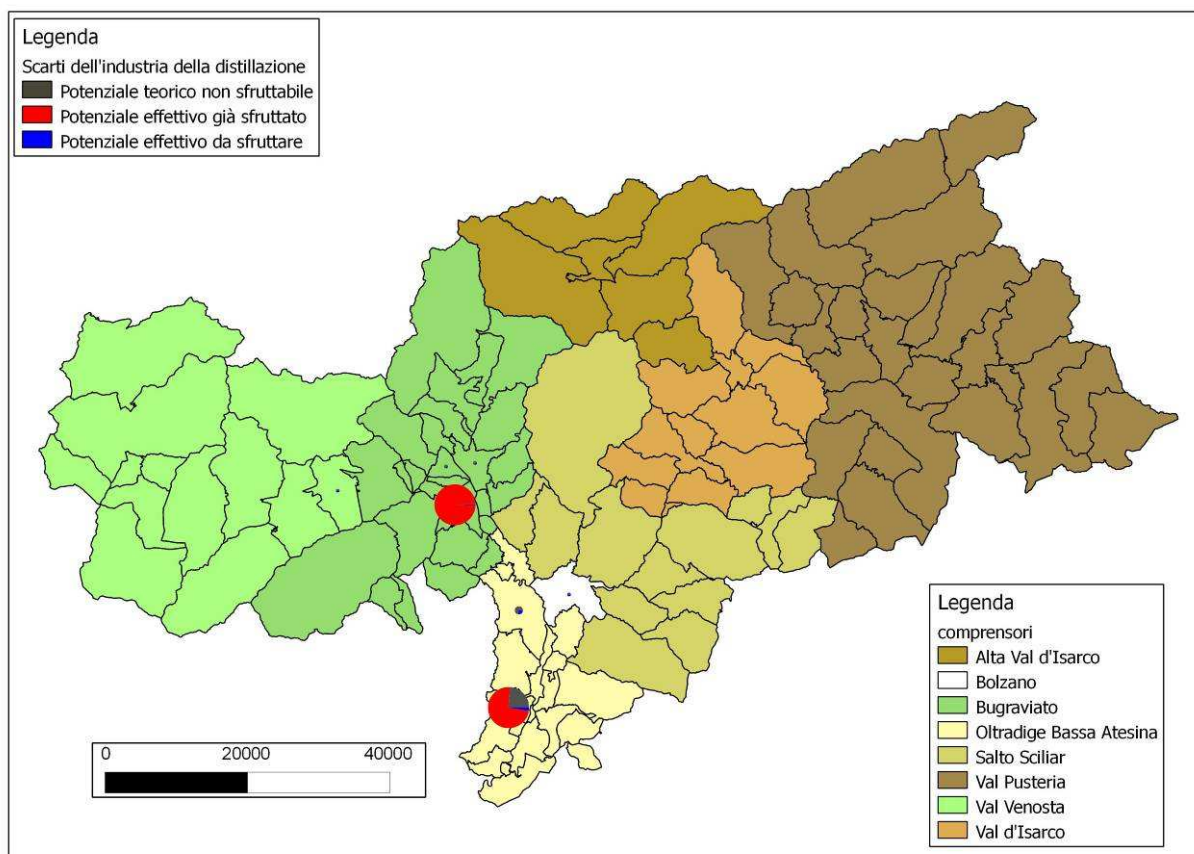 Legenda
Scarti dell'industria della distillazione
Potenziale teorico non sfruttabile
Potenziale effettivo già sfruttato
Potenziale effettivo da sfruttare
0 20000 40000
Legenda
comprensori
Alta Val d'Isarco
Bolzano
Bugraviato
Oltradige Bassa Atesina
Salto Sciliar
Val Pusteria
Val Venosta
Val d'Isarco